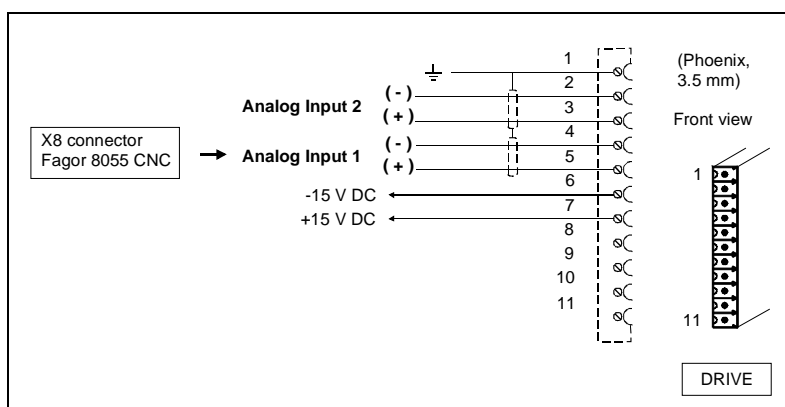 1
2
3
4
5
6
7
8
9
10
11
(Phoenix,
3.5 mm)
Front view
Analog Input 2
(-)
(+)
X8 connector
Fagor 8055 CNC
Analog Input 1
(-)
(+)
-15 V DC
+15 V DC
1
11
DRIVE